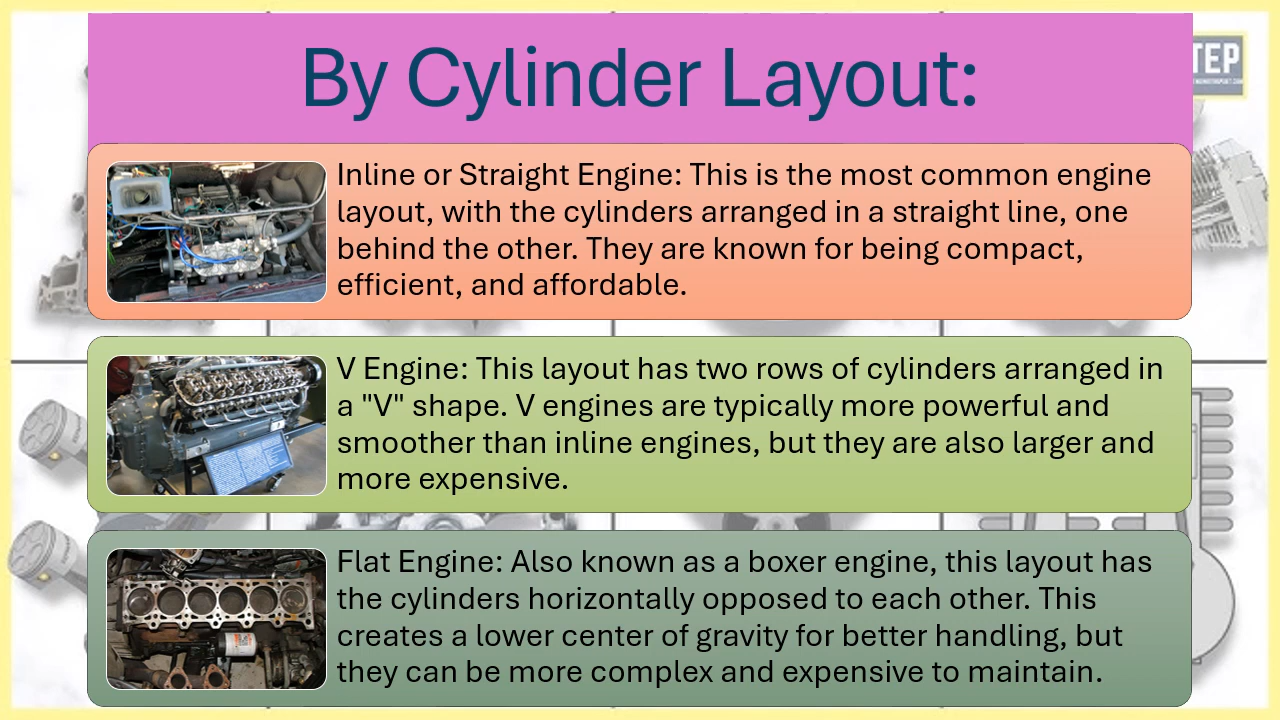 By Cylinder Layout:
TEP
Inline or Straight Engine: This is the most common engine
layout, with the cylinders arranged in a straight line, one
behind the other. They are known for being compact,
efficient, and affordable.
V Engine: This layout has two rows of cylinders arranged in
a "V" shape. V engines are typically more powerful and
smoother than inline engines, but they are also larger and
more expensive.
Flat Engine: Also known as a boxer engine, this layout has
the cylinders horizontally opposed to each other. This
creates a lower center of gravity for better handling, but
they can be more complex and expensive to maintain.